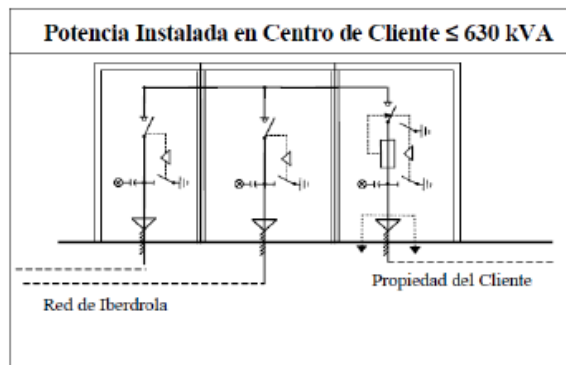 Potencia Instalada en Centro de Cliente ≤ 630 kVA
Propiedad del Cliente
Red de Iberdrola